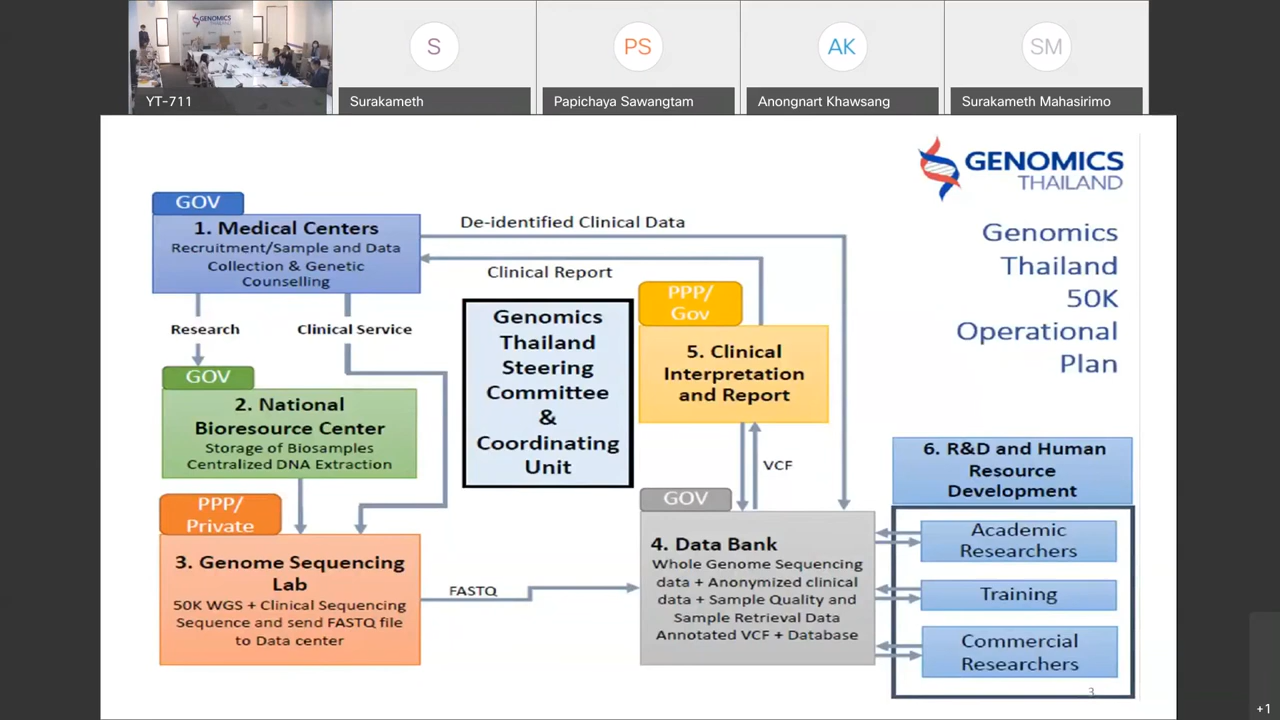 GENOMICS
THAILAND
YT-711
S
Surakameth
PS
Papichaya Sawangtam
AK
Anongnart Khawsang
SM
Surakameth Mahasirimo
GENOMICS
THAILAND
Genomics
Thailand
50K
Operational
Plan
GOV
1. Medical Centers
Recruitment/Sample and Data
Collection & Genetic
Counselling
De-identified Clinical Data
Clinical Report
Research
Clinical Service
GOV
2. National
Bioresource Center
Storage of Biosamples
Centralized DNA Extraction
Genomics
Thailand
Steering
Committee
&
Coordinating
Unit
PPP/
Gov
5. Clinical
Interpretation
and Report
VCF
PPP/
Private
3. Genome Sequencing
Lab
50K WGS + Clinical Sequencing
Sequence and send FASTQ file
to Data center
FASTQ
GOV
4. Data Bank
Whole Genome Sequencing
data + Anonymized clinical
data + Sample Quality and
Sample Retrieval Data
Annotated VCF + Database
6. R&D and Human
Resource
Development
Academic
Researchers
Training
Commercial
Researchers
3
+1